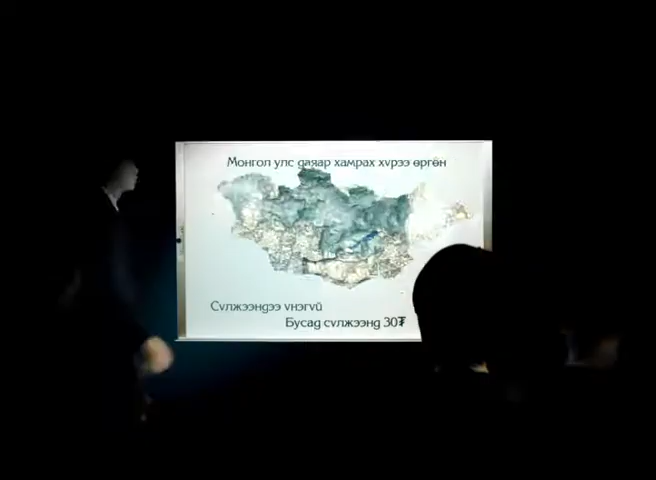 Монгол улс даяар хамрах хүрээ өргөн
Сүлжээндээ үнэгүй
Бусад сүлжээнд 30₮